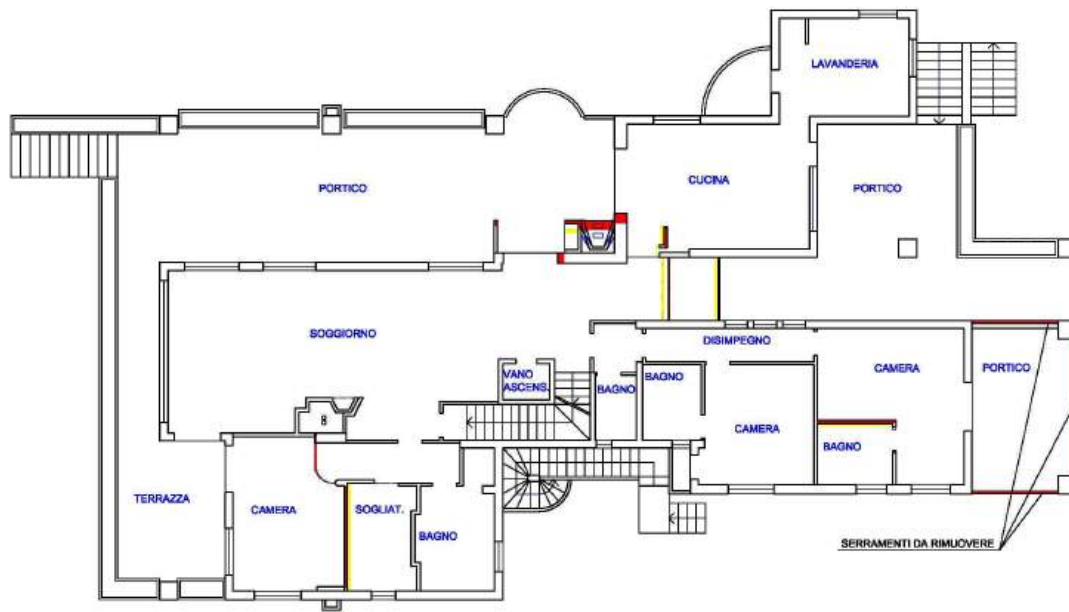 LAVANDERIA
PORTICO
CUCINA
PORTICO
SOGGIORNO
DISIMPEGNO
VANO
ASCENS.
BAGNO
BAGNO
CAMERA
PORTICO
CAMERA
BAGNO
TERRAZZA
CAMERA
SOGLIAT.
BAGNO
SERRAMENTI DA RIMUOVERE